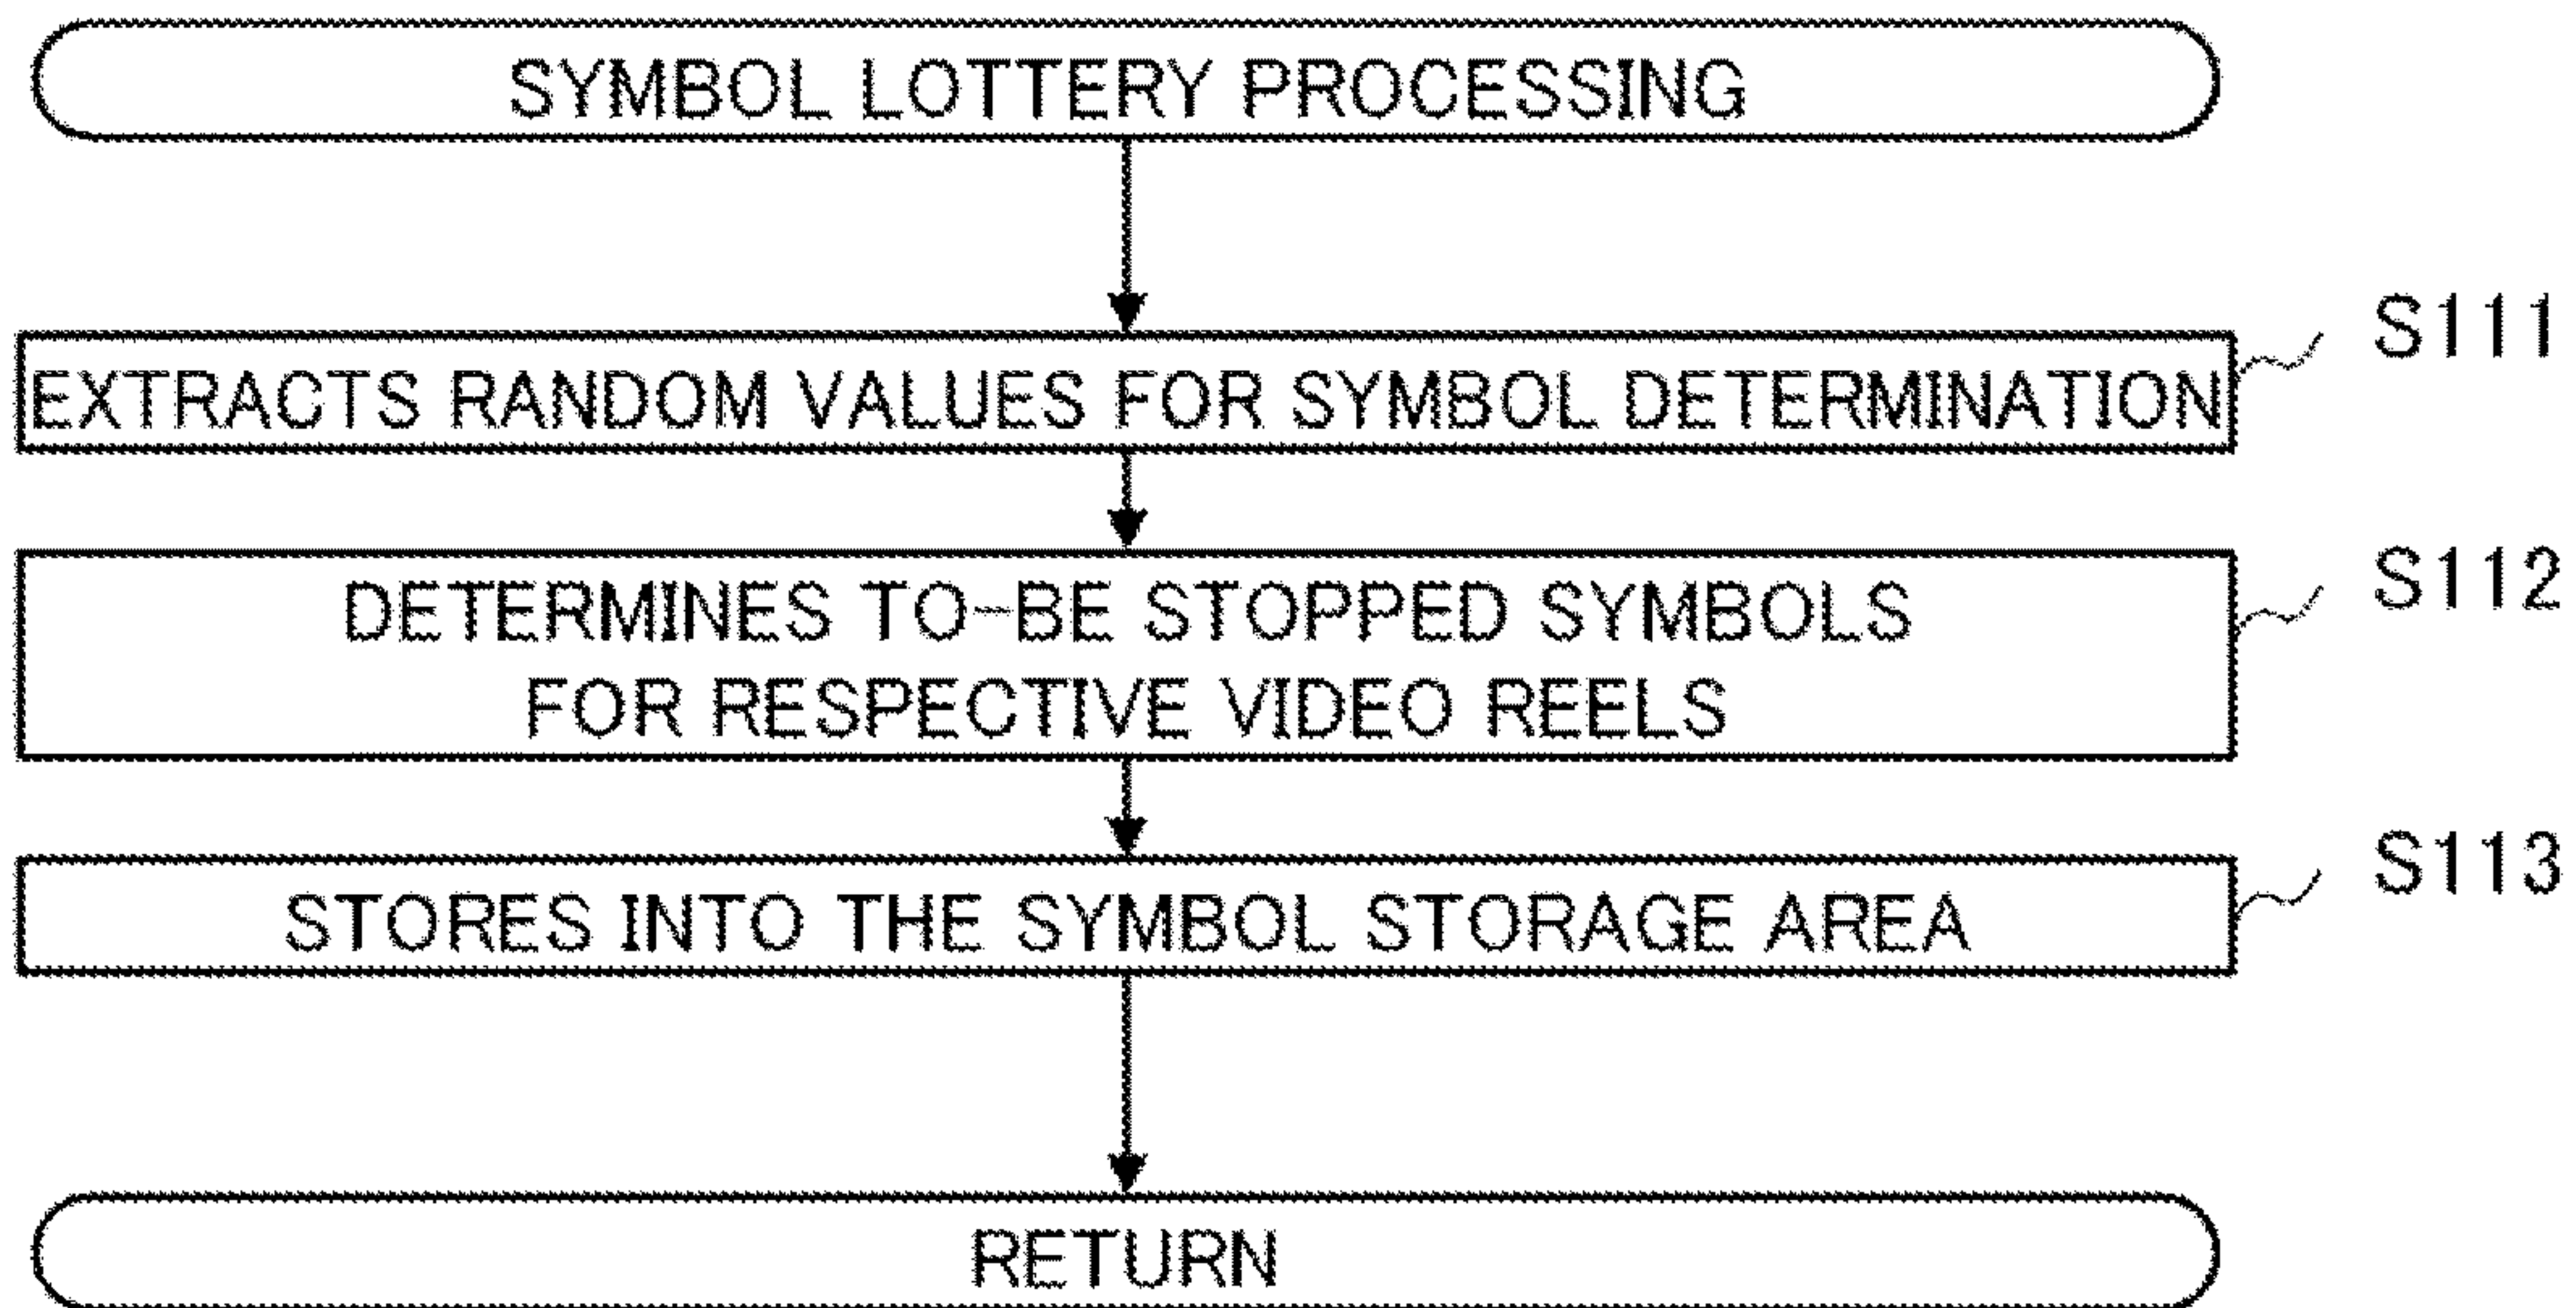 SYMBOL LOTTERY PROCESSING
S111
EXTRACTS RANDOM VALUES FOR SYMBOL DETERMINATION
S112
DETERMINES TO-BE STOPPED SYMBOLS
FOR RESPECTIVE VIDEO REELS
S113
STORES INTO THE SYMBOL STORAGE AREA
RETURN